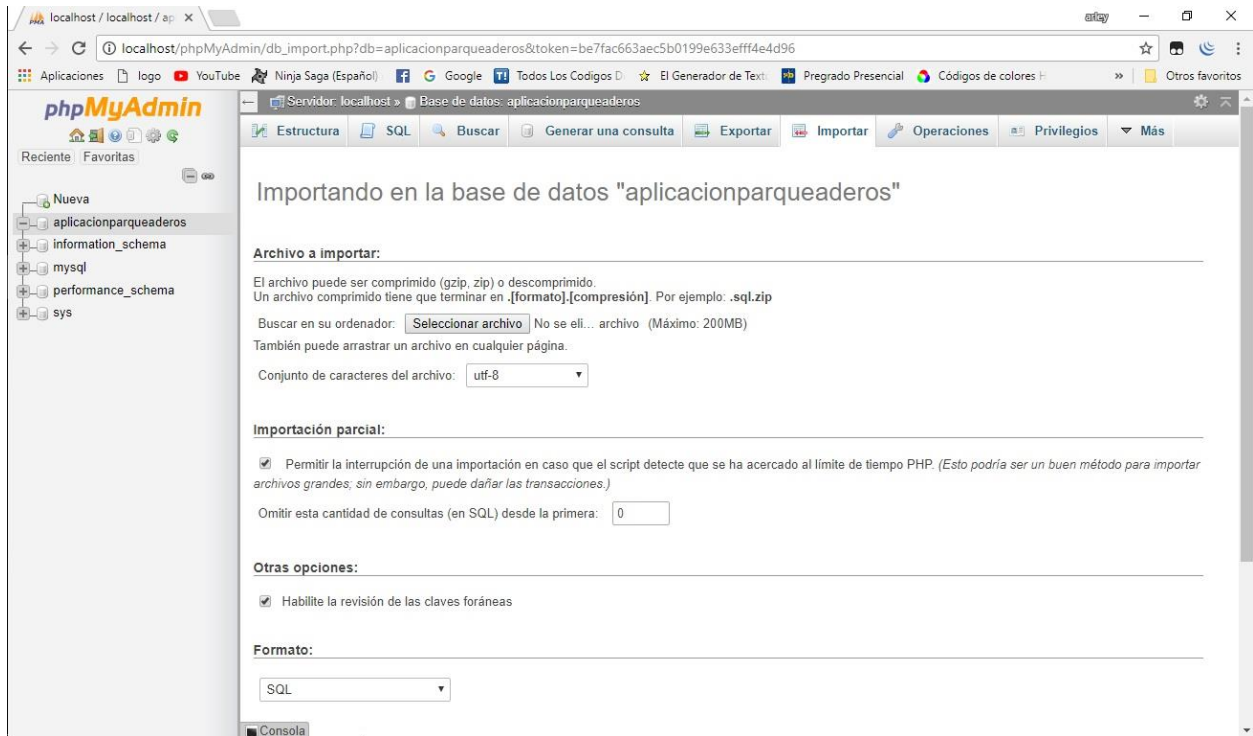 localhost / localhost / ap
localhost/phpMyAdmin/db_import.php?db=aplicacionparqueaderos&token=be7fac663aec5b0199e633efff4e4d96
Aplicaciones logo YouTube Ninja Saga (Español) Google Todos Los Codigos D El Generador de Text Pregrado Presencial Códigos de colores H » Otros favoritos
phpMyAdmin
Reciente Favoritas
Nueva
aplicacionparqueaderos
information_schema
mysql
performance_schema
sys
Servidor: localhost » Base de datos: aplicacionparqueaderos
Estructura SQL Buscar Generar una consulta Exportar Importar Operaciones Privilegios Más
Importando en la base de datos "aplicacionparqueaderos"
Archivo a importar:
El archivo puede ser comprimido (gzip, zip) o descomprimido.
Un archivo comprimido tiene que terminar en .[formato].[compresión]. Por ejemplo: .sql.zip
Buscar en su ordenador: Seleccionar archivo No se eli... archivo (Máximo: 200MB)
También puede arrastrar un archivo en cualquier página.
Conjunto de caracteres del archivo: utf-8
Importación parcial:
Permitir la interrupción de una importación en caso que el script detecte que se ha acercado al límite de tiempo PHP. (Esto podría ser un buen método para importar
archivos grandes; sin embargo, puede dañar las transacciones.)
Omitir esta cantidad de consultas (en SQL) desde la primera: 0
Otras opciones:
Habilite la revisión de las claves foráneas
Formato:
SQL
Consola